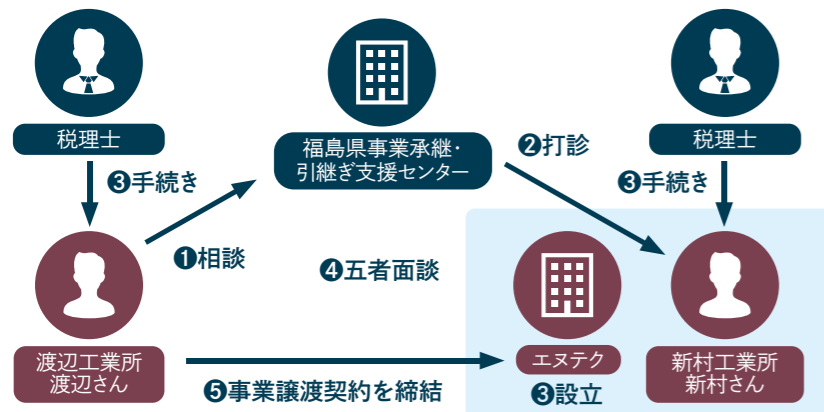 税理士
福島県事業承継・
引継ぎ支援センター
税理士
❷打診
❸手続き
❸手続き
❶相談
❹五者面談
渡辺工業所
渡辺さん
エヌテク
新村工業所
新村さん
❺事業譲渡契約を締結
❸設立